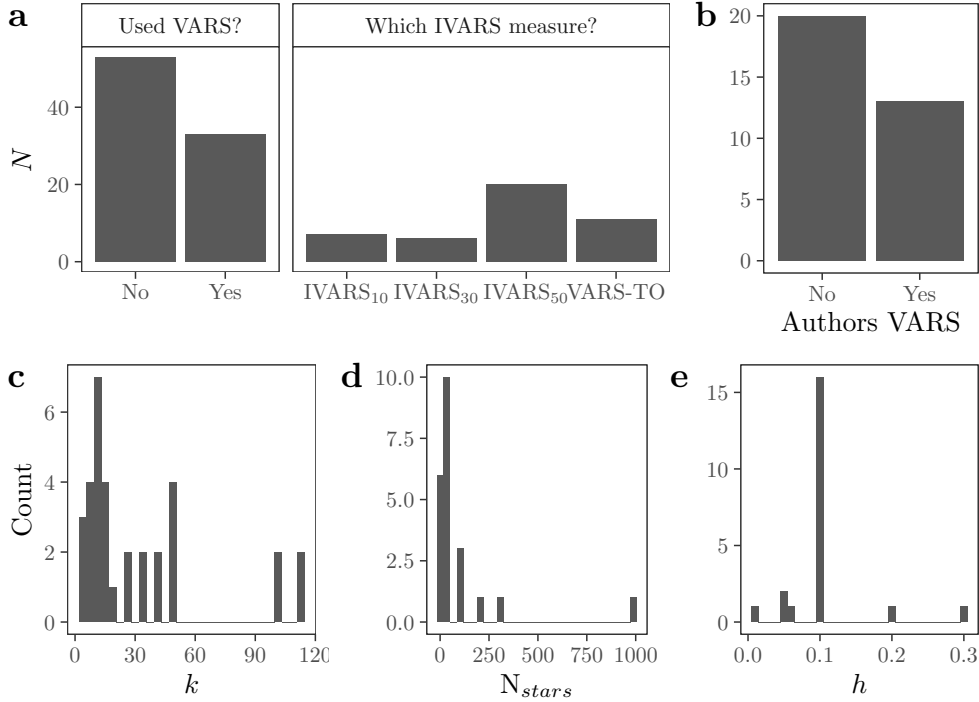 a
Used VARS?
Which IVARS measure?
N
40
20
0
No Yes
IVARS₁₀ IVARS₃₀ IVARS₅₀ VARS-TO
b
20
15
10
5
0
No Yes
Authors VARS
c
Count
6
4
2
0
0 30 60 90 120
k
d
10.0
7.5
5.0
2.5
0.0
0 250 500 750 1000
N_stars
e
15
10
5
0
0.0 0.1 0.2 0.3
h